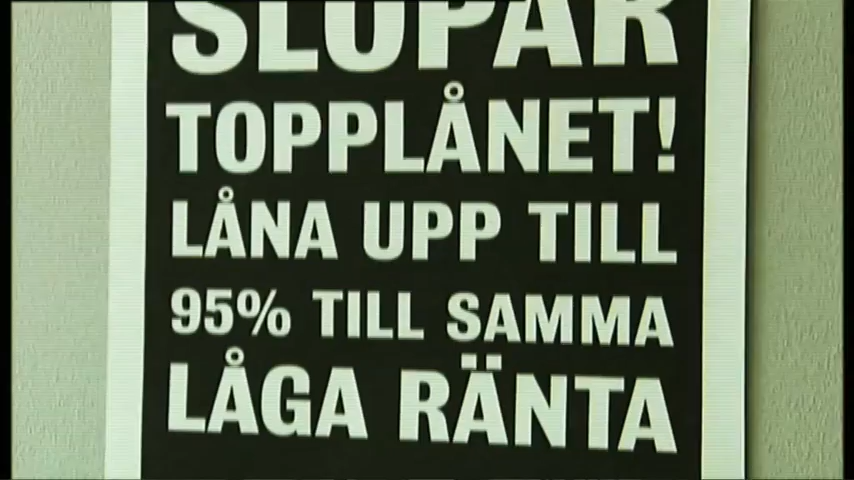 SLOPAR
TOPPLÅNET!
LÅNA UPP TILL
95% TILL SAMMA
LÅGA RÄNTA